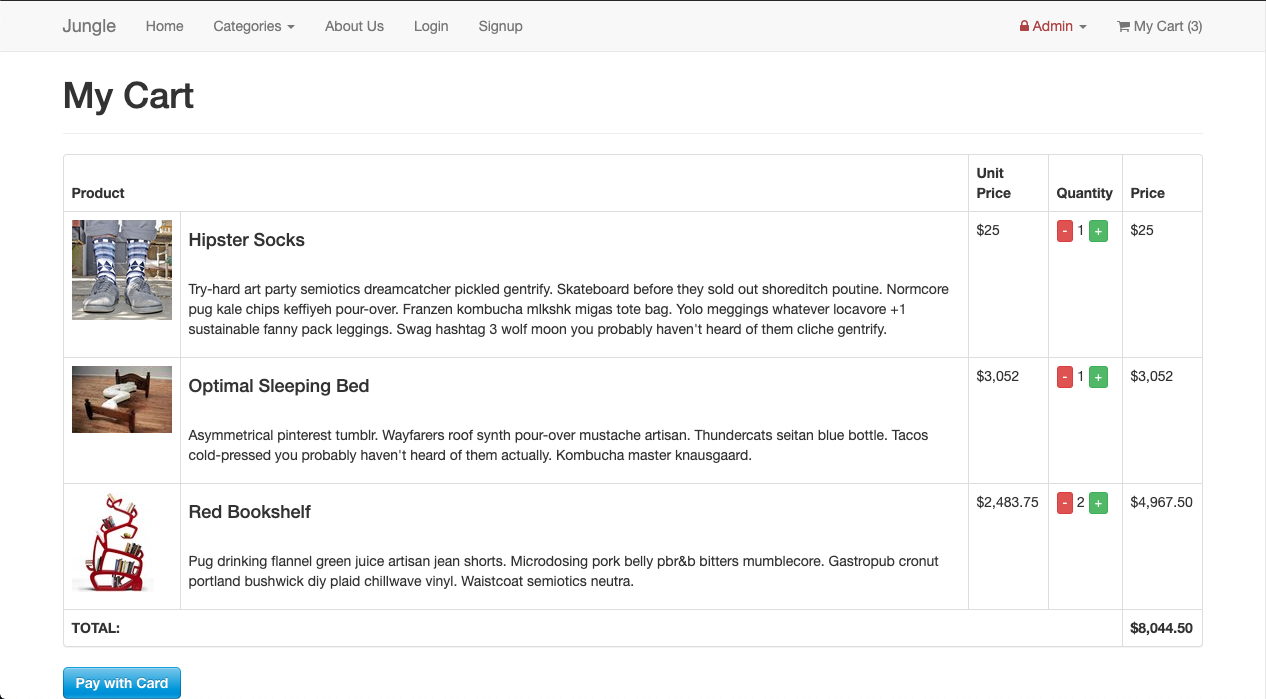 Jungle Home Categories About Us Login Signup Admin My Cart (3)
My Cart
Product Unit Price Quantity Price
Hipster Socks $25 - 1 + $25
Try-hard art party semiotics dreamcatcher pickled gentrify. Skateboard before they sold out shoreditch poutine. Normcore
pug kale chips keffiyeh pour-over. Franzen kombucha mlkshk migas tote bag. Yolo meggings whatever locavore +1
sustainable fanny pack leggings. Swag hashtag 3 wolf moon you probably haven't heard of them cliche gentrify.
Optimal Sleeping Bed $3,052 - 1 + $3,052
Asymmetrical pinterest tumblr. Wayfarers roof synth pour-over mustache artisan. Thundercats seitan blue bottle. Tacos
cold-pressed you probably haven't heard of them actually. Kombucha master knausgaard.
Red Bookshelf $2,483.75 - 2 + $4,967.50
Pug drinking flannel green juice artisan jean shorts. Microdosing pork belly pbr&b bitters mumblecore. Gastropub cronut
portland bushwick diy plaid chillwave vinyl. Waistcoat semiotics neutra.
TOTAL: $8,044.50
Pay with Card